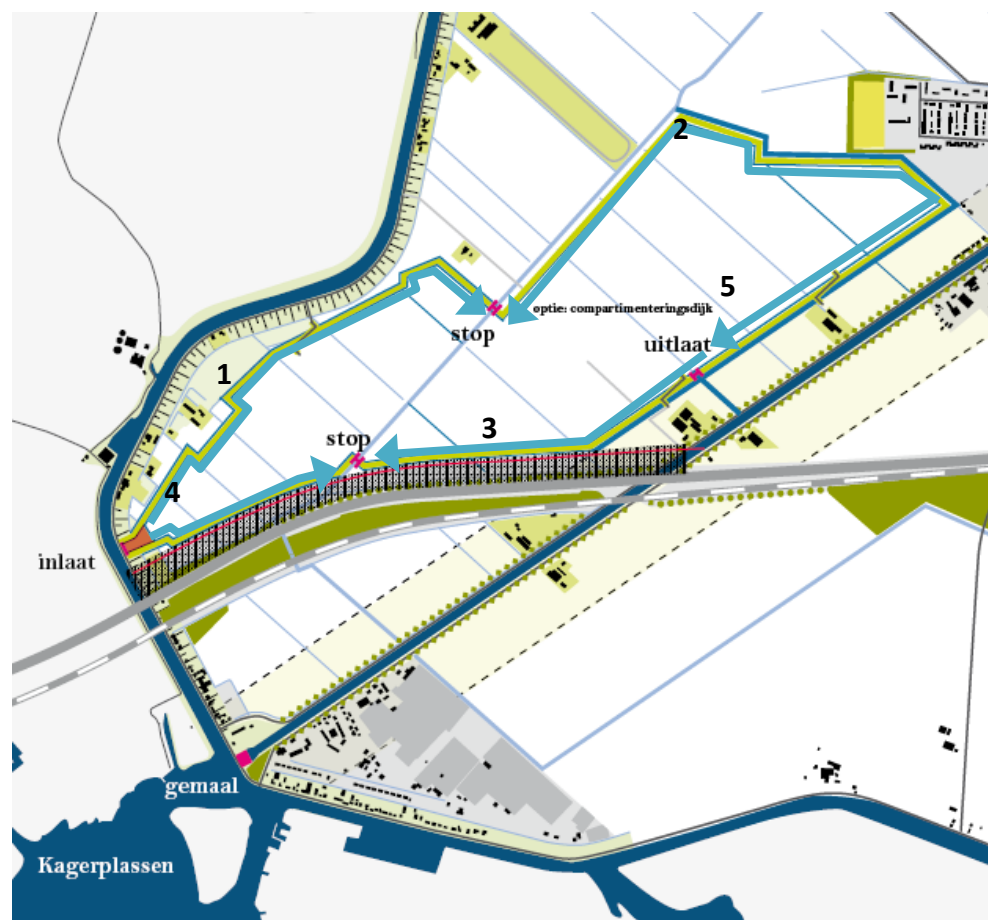 2
5
optie: compartimenteringsdijk
stop
uitlaat
1
3
stop
4
inlaat
gemaal
Kagerplassen